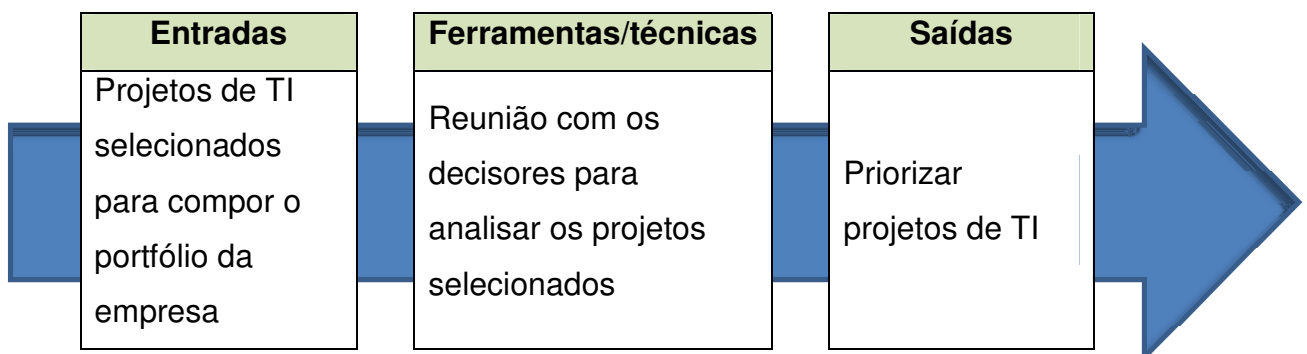 Entradas
Projetos de TI
selecionados
para compor o
portfólio da
empresa
Ferramentas/técnicas
Reunião com os
decisores para
analisar os projetos
selecionados
Saídas
Priorizar
projetos de TI